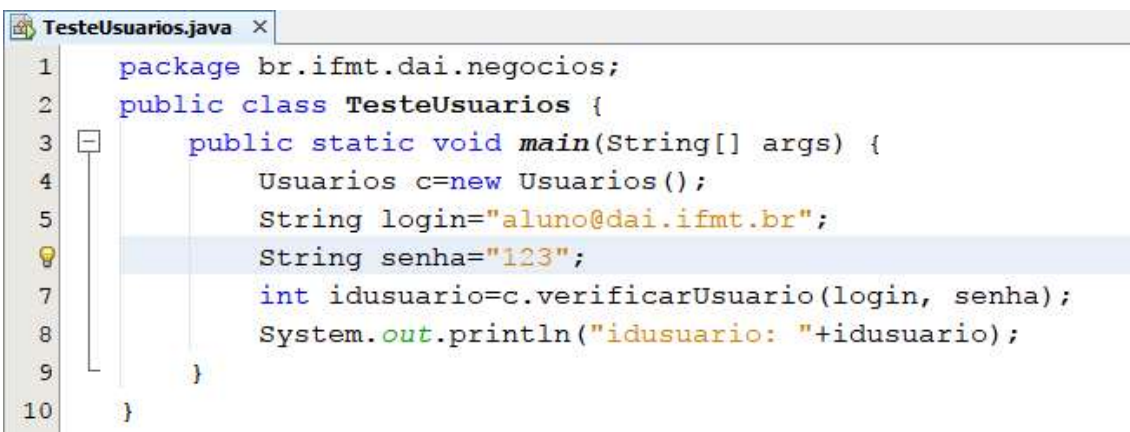 TesteUsuarios.java ×
1 package br.ifmt.dai.negocios;
2 public class TesteUsuarios {
3 public static void main(String[] args) {
4 Usuarios c=new Usuarios();
5 String login="aluno@dai.ifmt.br";
String senha="123";
7 int idusuario=c.verificarUsuario(login, senha);
8 System.out.println("idusuario: "+idusuario);
9 }
10 }